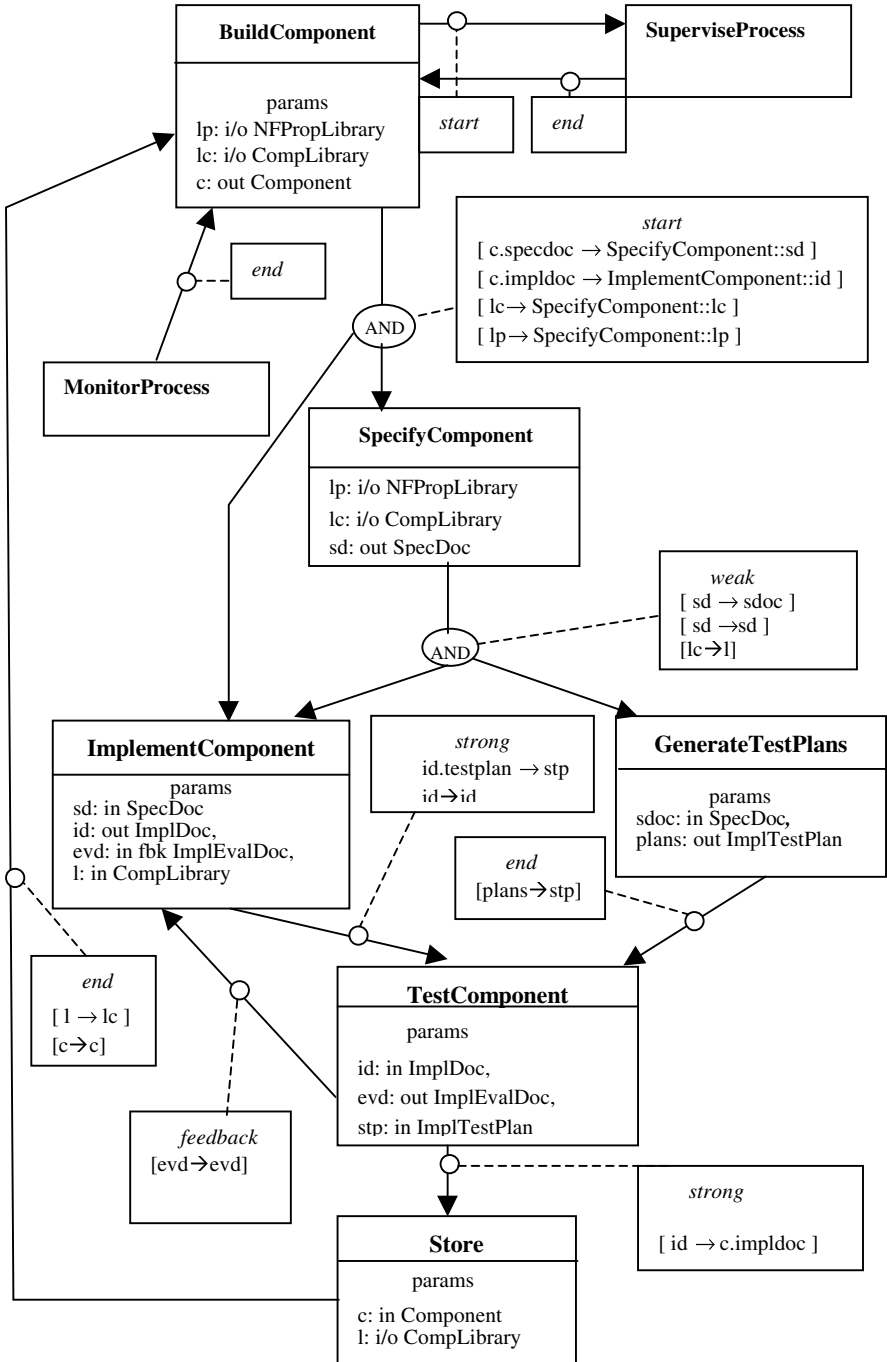 BuildComponent
params
lp: i/o NFPropLibrary
lc: i/o CompLibrary
c: out Component
SuperviseProcess
start
end
start
[ c.specdoc → SpecifyComponent::sd ]
[ c.impldoc → ImplementComponent::id ]
[ lc→ SpecifyComponent::lc ]
[ lp→ SpecifyComponent::lp ]
end
AND
MonitorProcess
SpecifyComponent
lp: i/o NFPropLibrary
lc: i/o CompLibrary
sd: out SpecDoc
weak
[ sd → sdoc ]
[ sd →sd ]
[lc→l]
AND
ImplementComponent
params
sd: in SpecDoc
id: out ImplDoc,
evd: in fbk ImplEvalDoc,
l: in CompLibrary
strong
id.testplan → stp
id→id
GenerateTestPlans
params
sdoc: in SpecDoc,
plans: out ImplTestPlan
end
[plans→stp]
end
[ l → lc ]
[c→c]
TestComponent
params
id: in ImplDoc,
evd: out ImplEvalDoc,
stp: in ImplTestPlan
feedback
[evd→evd]
strong
[ id → c.impldoc ]
Store
params
c: in Component
l: i/o CompLibrary